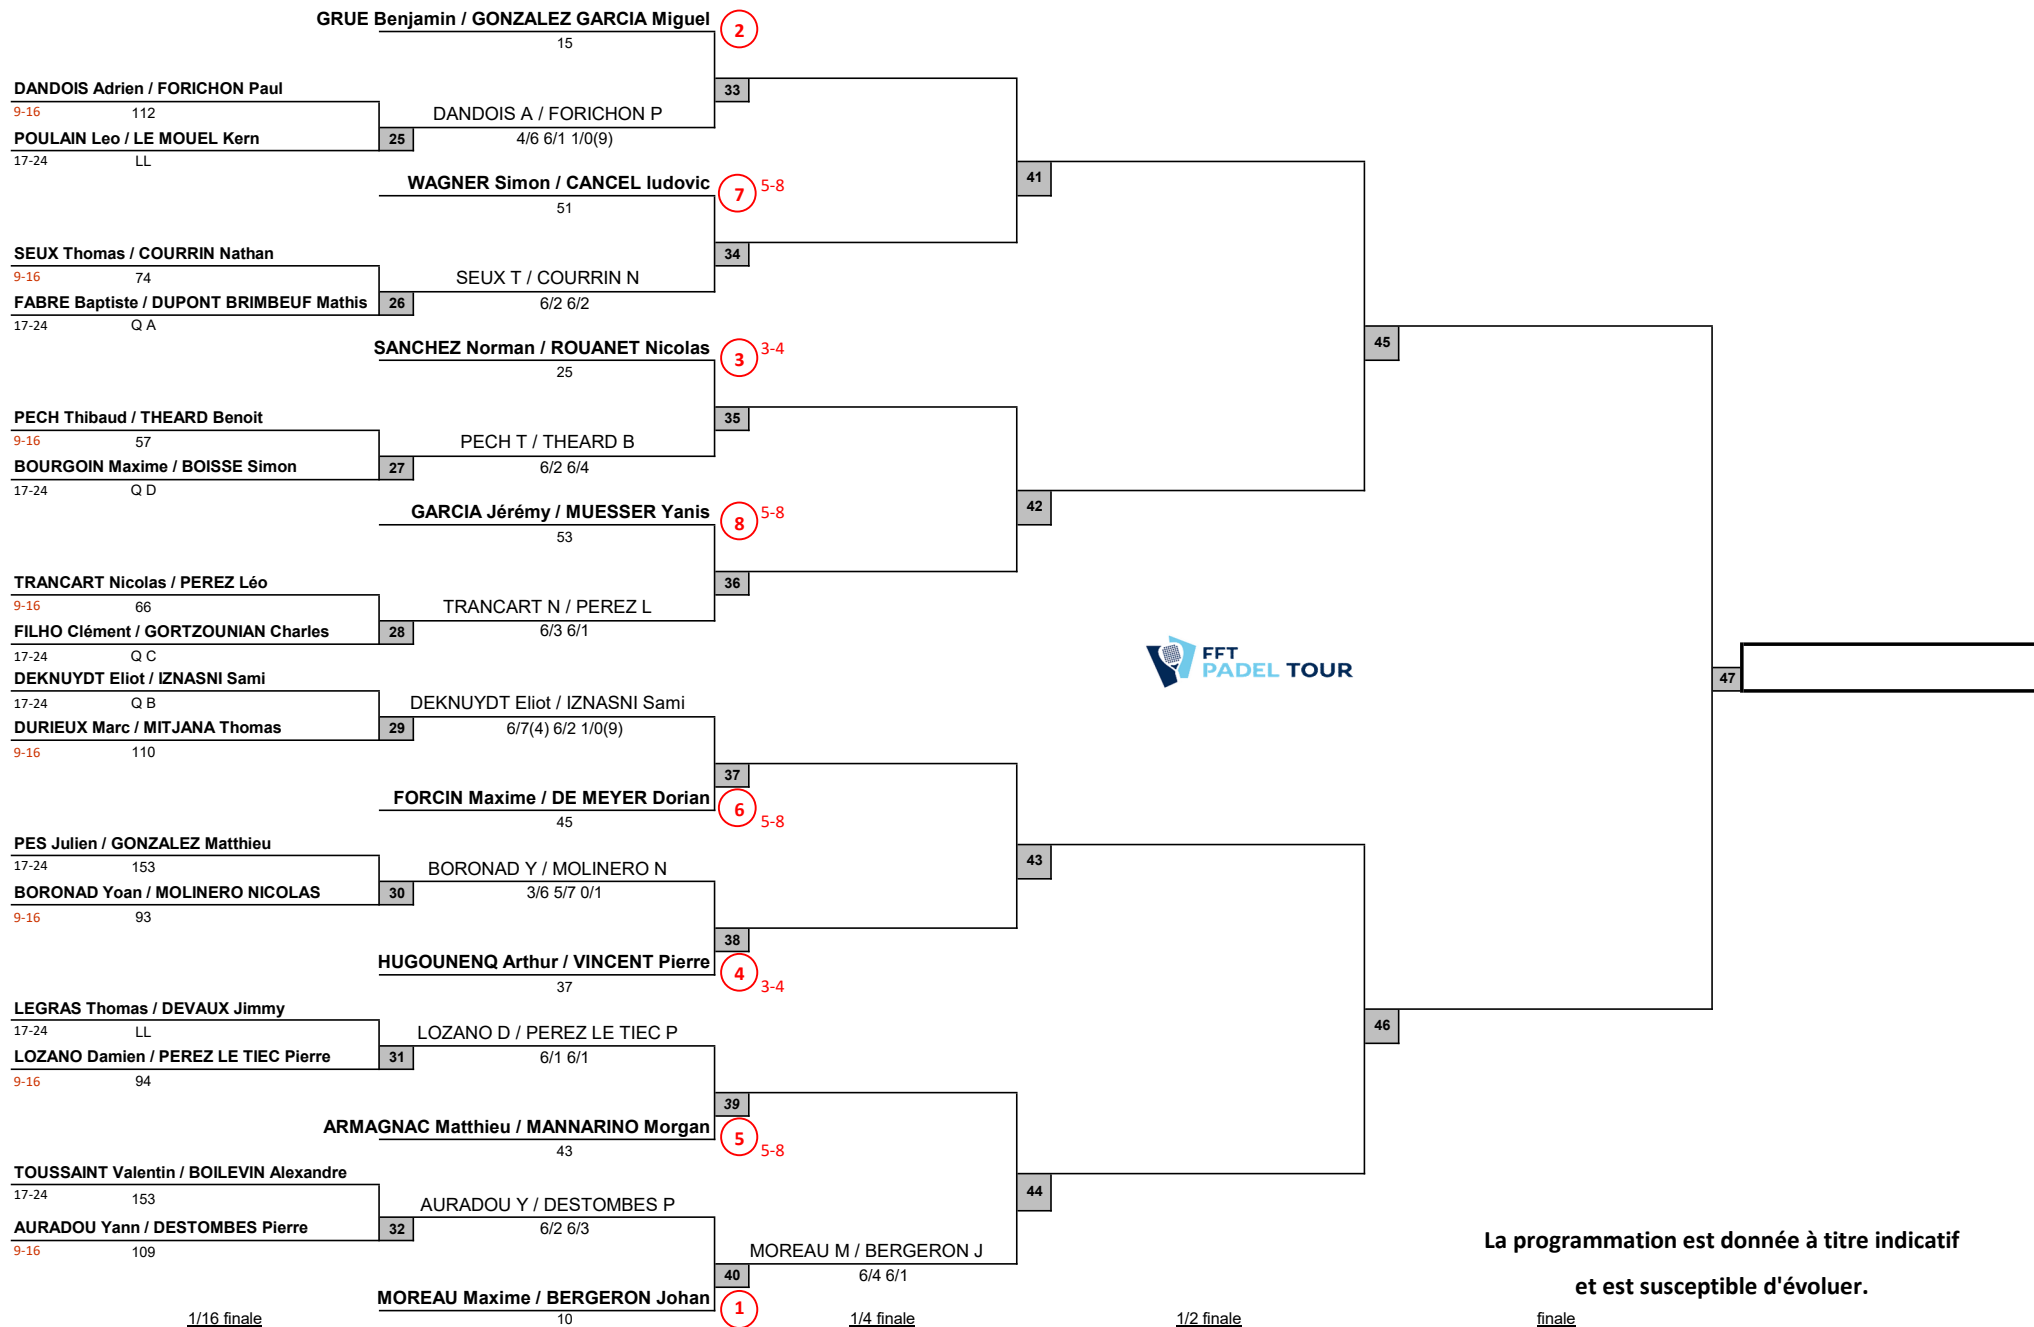 GRUE Benjamin / GONZALEZ GARCIA Miguel
2
15
DANDOIS Adrien / FORICHON Paul
33
9-16 112
DANDOIS A / FORICHON P
POULAIN Leo / LE MOUEL Kern
25
4/6 6/1 1/0(9)
17-24 LL
WAGNER Simon / CANCEL ludovic
7
5-8
41
51
SEUX Thomas / COURRIN Nathan
34
9-16 74
SEUX T / COURRIN N
FABRE Baptiste / DUPONT BRIMBEUF Mathis
26
6/2 6/2
17-24 Q A
SANCHEZ Norman / ROUANET Nicolas
3
3-4
45
25
PECH Thibaud / THEARD Benoit
35
9-16 57
PECH T / THEARD B
BOURGOIN Maxime / BOISSE Simon
27
6/2 6/4
17-24 Q D
GARCIA Jérémy / MUESSER Yanis
8
5-8
42
53
TRANCART Nicolas / PEREZ Léo
36
9-16 66
TRANCART N / PEREZ L
FILHO Clément / GORTZOUNIAN Charles
28
6/3 6/1
17-24 Q C
FFT
PADEL TOUR
DEKNUYDT Eliot / IZNASNI Sami
47
17-24 Q B
DEKNUYDT Eliot / IZNASNI Sami
DURIEUX Marc / MITJANA Thomas
29
6/7(4) 6/2 1/0(9)
9-16 110
37
FORCIN Maxime / DE MEYER Dorian
6
5-8
45
PES Julien / GONZALEZ Matthieu
17-24 153
43
BORONAD Y / MOLINERO N
BORONAD Yoan / MOLINERO NICOLAS
30
3/6 5/7 0/1
9-16 93
38
HUGOUNENQ Arthur / VINCENT Pierre
4
3-4
37
LEGRAS Thomas / DEVAUX Jimmy
17-24 LL
46
LOZANO D / PEREZ LE TIEC P
LOZANO Damien / PEREZ LE TIEC Pierre
31
6/1 6/1
9-16 94
39
ARMAGNAC Matthieu / MANNARINO Morgan
5
5-8
43
TOUSSAINT Valentin / BOILEVIN Alexandre
17-24 153
44
AURADOU Y / DESTOMBES P
AURADOU Yann / DESTOMBES Pierre
32
6/2 6/3
9-16 109
MOREAU M / BERGERON J
40
6/4 6/1
MOREAU Maxime / BERGERON Johan
1
10
La programmation est donnée à titre indicatif
et est susceptible d'évoluer.
1/16 finale
1/4 finale
1/2 finale
finale